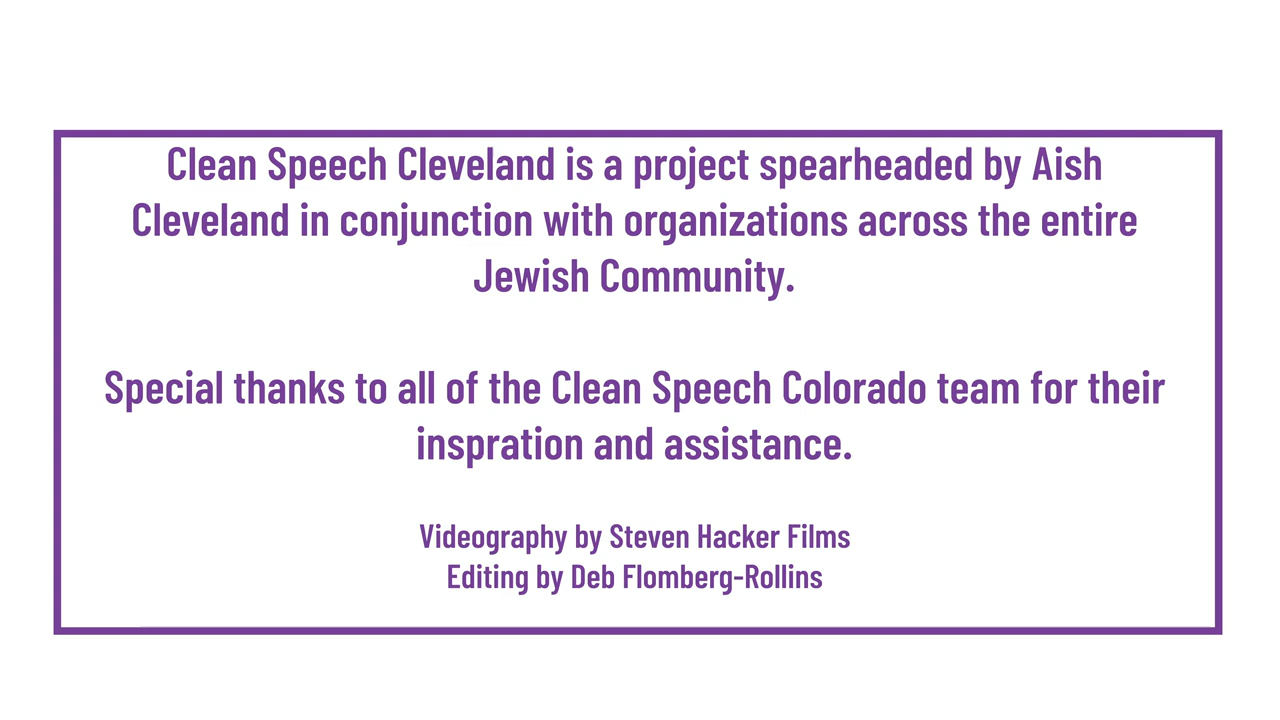 Clean Speech Cleveland is a project spearheaded by Aish
Cleveland in conjunction with organizations across the entire
Jewish Community.
Special thanks to all of the Clean Speech Colorado team for their
inspration and assistance.
Videography by Steven Hacker Films
Editing by Deb Flomberg-Rollins